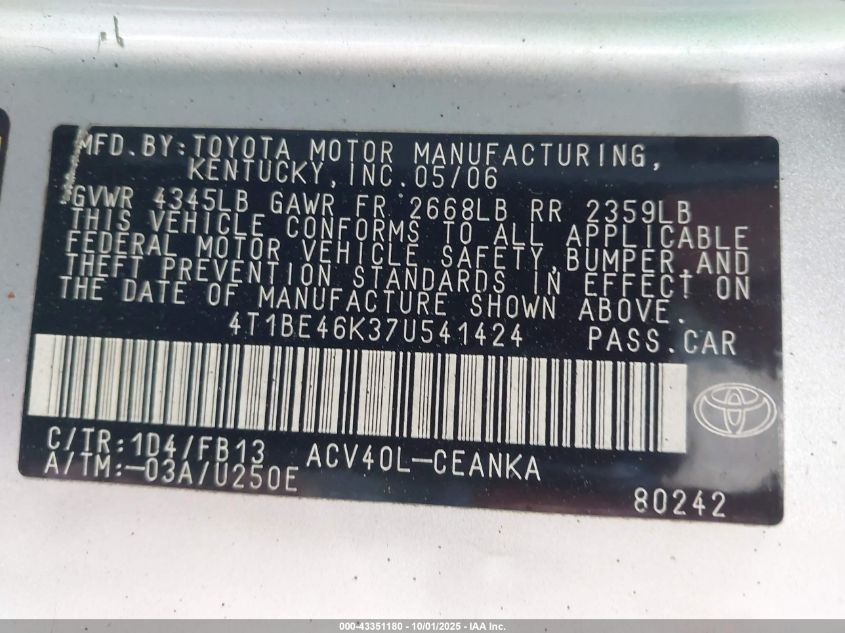 MFD. BY: TOYOTA MOTOR MANUFACTURING,
KENTUCKY, INC. 05/06
GVWR 4345LB GAWR FR 2668LB RR 2359LB
THIS VEHICLE CONFORMS TO ALL APPLICABLE
FEDERAL MOTOR VEHICLE SAFETY, BUMPER, AND
THEFT PREVENTION STANDARDS IN EFFECT ON
THE DATE OF MANUFACTURE SHOWN ABOVE.
4T1BE46K37U541424 PASS. CAR
C/TR: 1D4/FB13 ACV40L-CEANKA
A/TM: -03A/U250E
80242
000-43351180 - 10/01/2025 - IAA Inc.